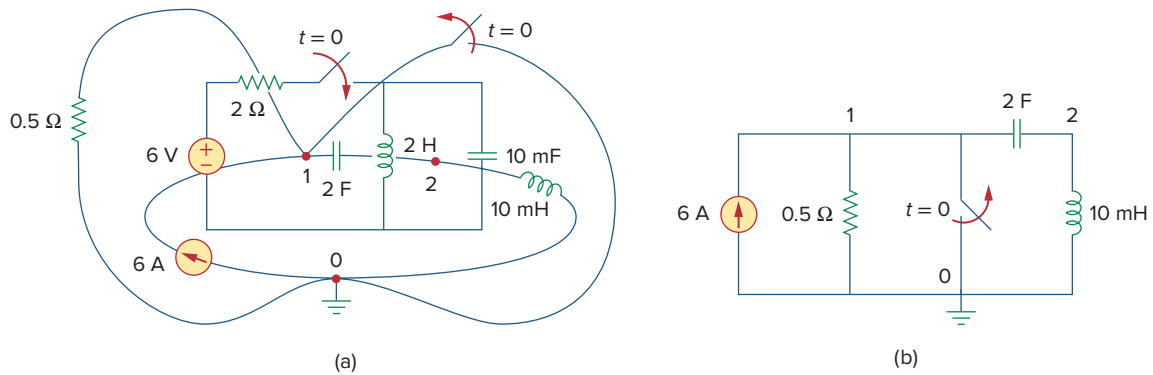 t = 0
t = 0
2 Ω
0.5 Ω
6 V
+
−
2 H
10 mF
1
2 F
2
10 mH
6 A
0
(a)
2 F
1
2
6 A
0.5 Ω
t = 0
10 mH
0
(b)